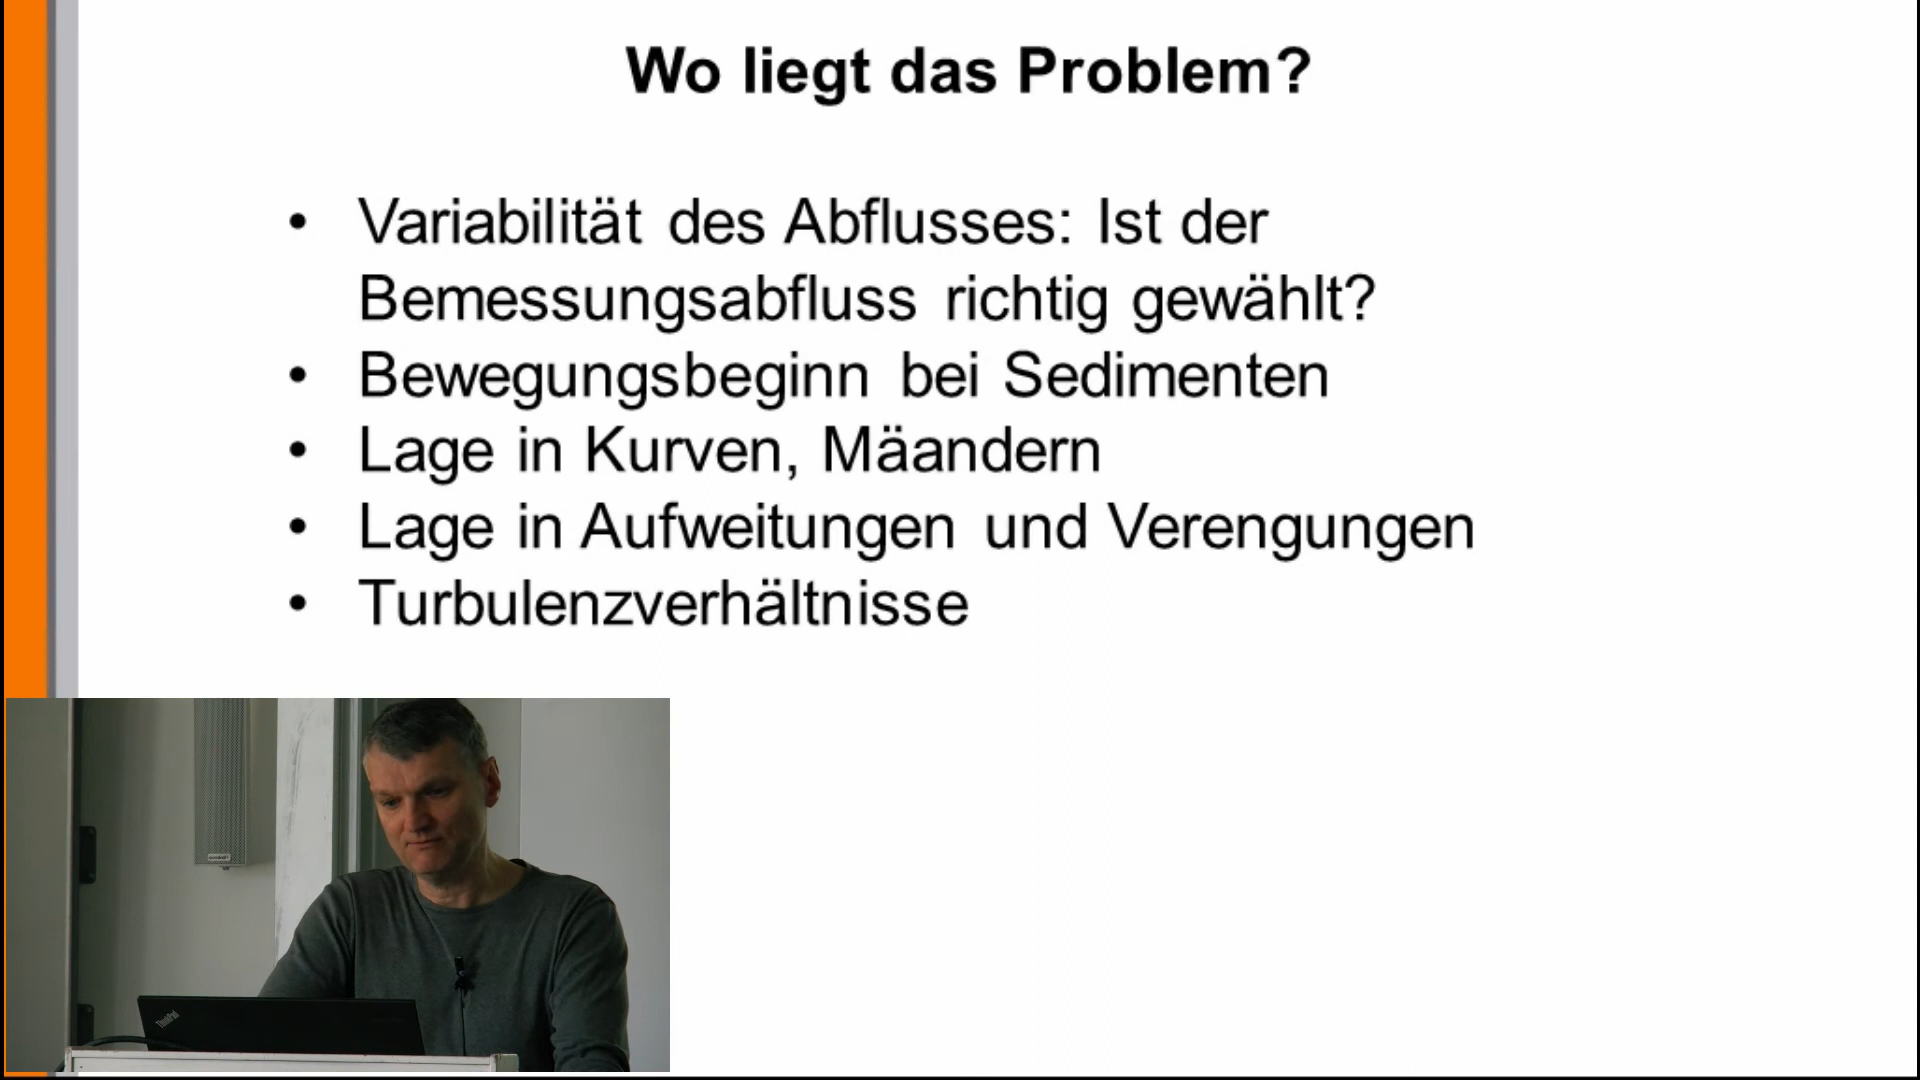 Wo liegt das Problem?
• Variabilität des Abflusses: Ist der
Bemessungsabfluss richtig gewählt?
• Bewegungsbeginn bei Sedimenten
• Lage in Kurven, Mäandern
• Lage in Aufweitungen und Verengungen
• Turbulenzverhältnisse
ThinkPad